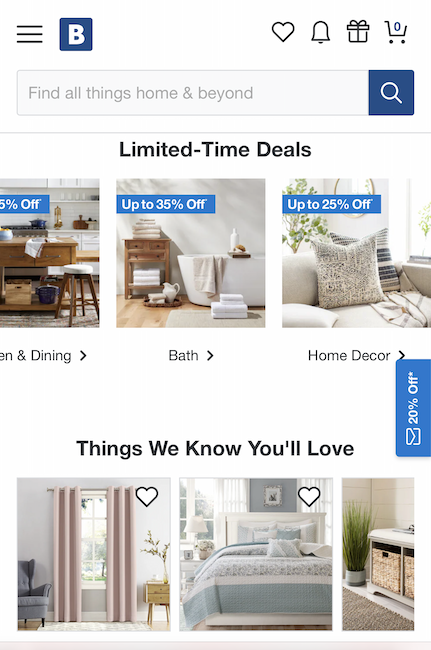 B
0
Find all things home & beyond
Limited-Time Deals
5% Off*
Up to 35% Off*
Up to 25% Off*
en & Dining
Bath
Home Decor
20% Off*
Things We Know You'll Love